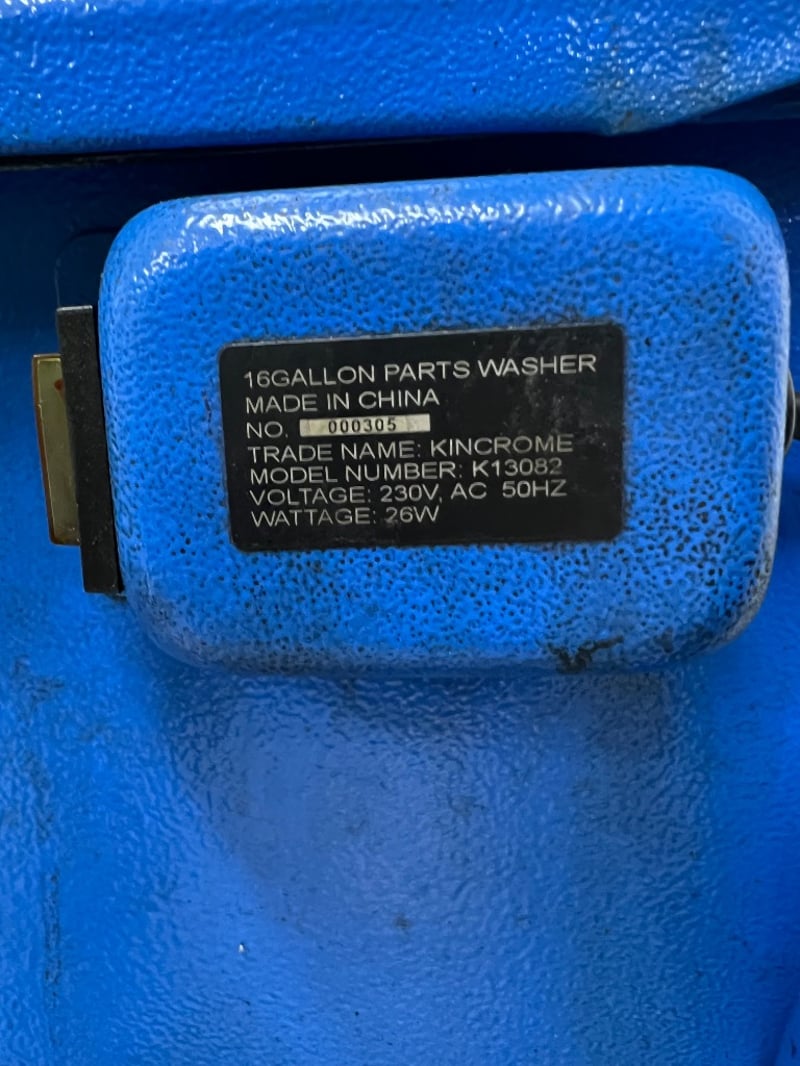 16GALLON PARTS WASHER
MADE IN CHINA
NO. 000305
TRADE NAME: KINCROME
MODEL NUMBER: K13082
VOLTAGE: 230V, AC 50HZ
WATTAGE: 26W